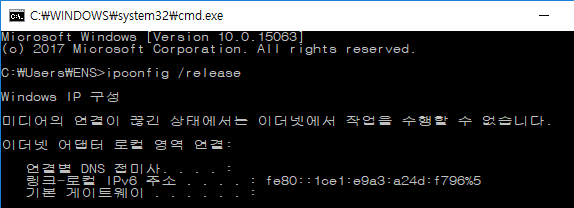 C:₩WINDOWS₩system32₩cmd.exe
Microsoft Windows [Version 10.0.15063]
(c) 2017 Microsoft Corporation. All rights reserved.
C:₩Users₩ENS>ipconfig /release
Windows IP 구성
미디어의 연결이 끊긴 상태에서는 이더넷에서 작업을 수행할 수 없습니다.
이더넷 어댑터 로컬 영역 연결:
연결별 DNS 접미사. . . . :
링크-로컬 IPv6 주소 . . . . : fe80::1ce1:e9a3:a24d:f796%5
기본 게이트웨이 . . . . . . :